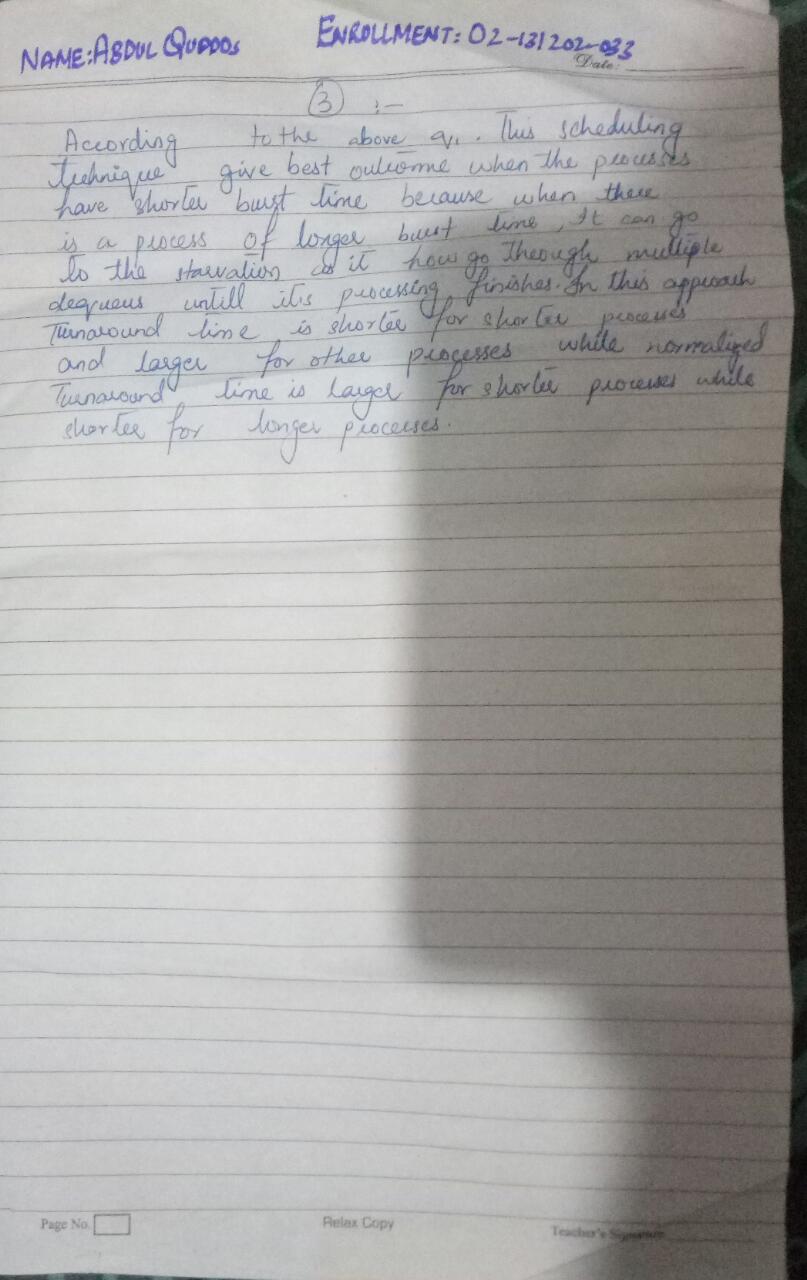 NAME: ABDUL QUDDOS ENROLLMENT: 02-131202-033
Date:
3 :-
According to the above q. This scheduling
technique give best outcome when the processes
have shorter burst time because when there
is a process of longer burst time, It can go
to the starvation as it how go through multiple
dequeues untill its processing finishes. In this approach
Turnaround time is shorter for shorter processes
and larger for other processes while normalized
Turnaround time is larger for shorter processes while
shorter for longer processes.
Page No. Relax Copy Teacher's Signature